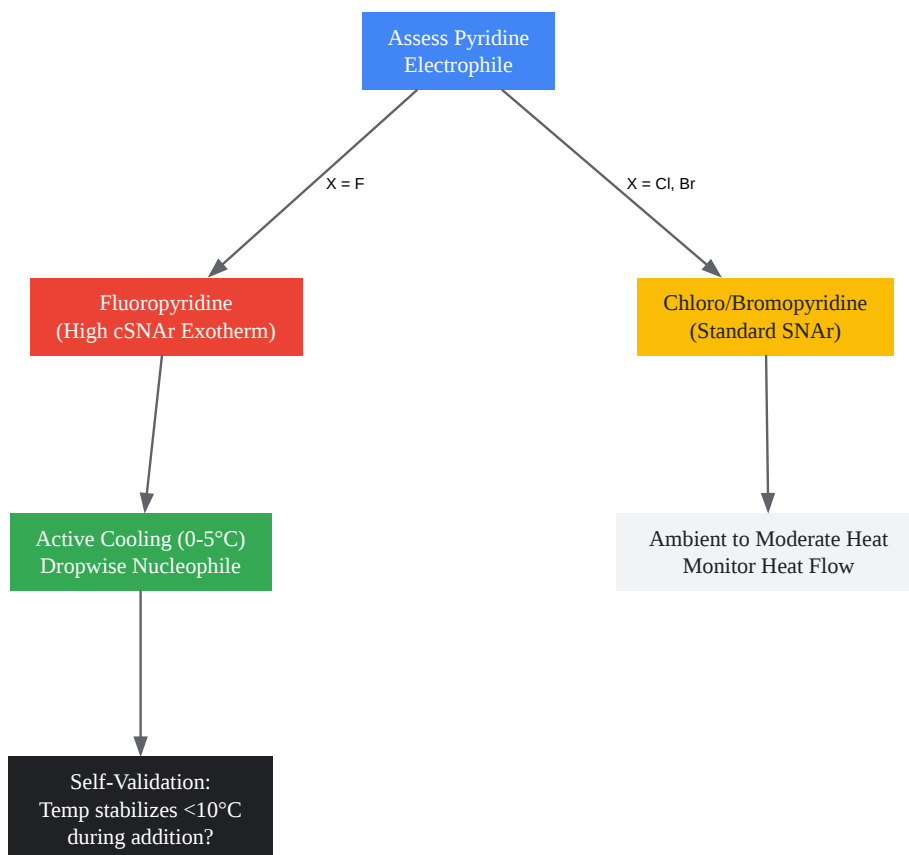 Assess Pyridine
Electrophile
X = F
X = Cl, Br
Fluoropyridine
(High cSNAr Exotherm)
Chloro/Bromopyridine
(Standard SNAr)
Active Cooling (0-5°C)
Dropwise Nucleophile
Ambient to Moderate Heat
Monitor Heat Flow
Self-Validation:
Temp stabilizes <10°C
during addition?